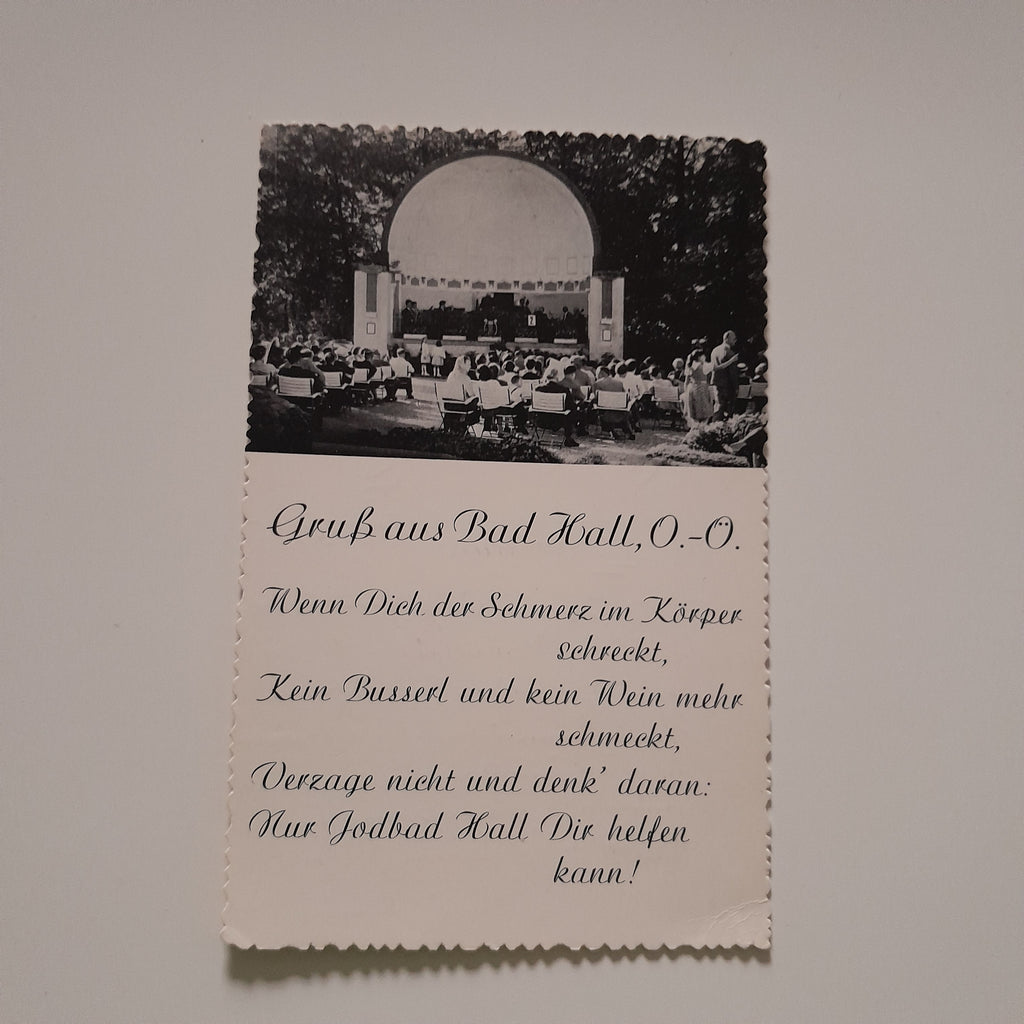 Gruß aus Bad Hall, O.-Ö.
Wenn Dich der Schmerz im Körper
schreckt,
Kein Busserl und kein Wein mehr
schmeckt,
Verzage nicht und denk' daran:
Nur Jodbad Hall Dir helfen
kann!